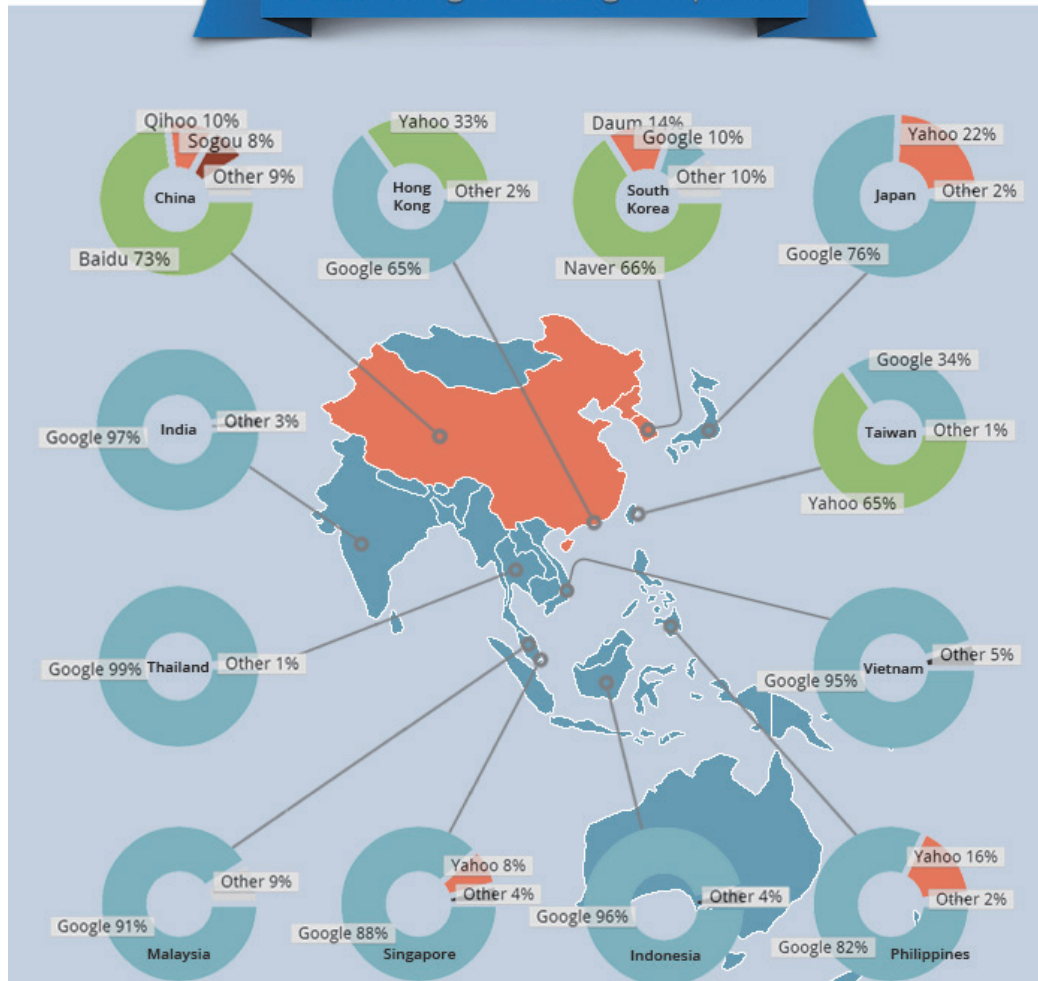 Qihoo 10%
Sogou 8%
Other 9%
China
Baidu 73%
Yahoo 33%
Hong
Kong
Other 2%
Google 65%
Daum 14%
Google 10%
Other 10%
South
Korea
Naver 66%
Yahoo 22%
Japan
Other 2%
Google 76%
India
Other 3%
Google 97%
Google 34%
Taiwan
Other 1%
Yahoo 65%
Google 99%
Thailand
Other 1%
Other 5%
Vietnam
Google 95%
Other 9%
Google 91%
Malaysia
Yahoo 8%
Other 4%
Google 88%
Singapore
Other 4%
Google 96%
Indonesia
Yahoo 16%
Other 2%
Google 82%
Philippines